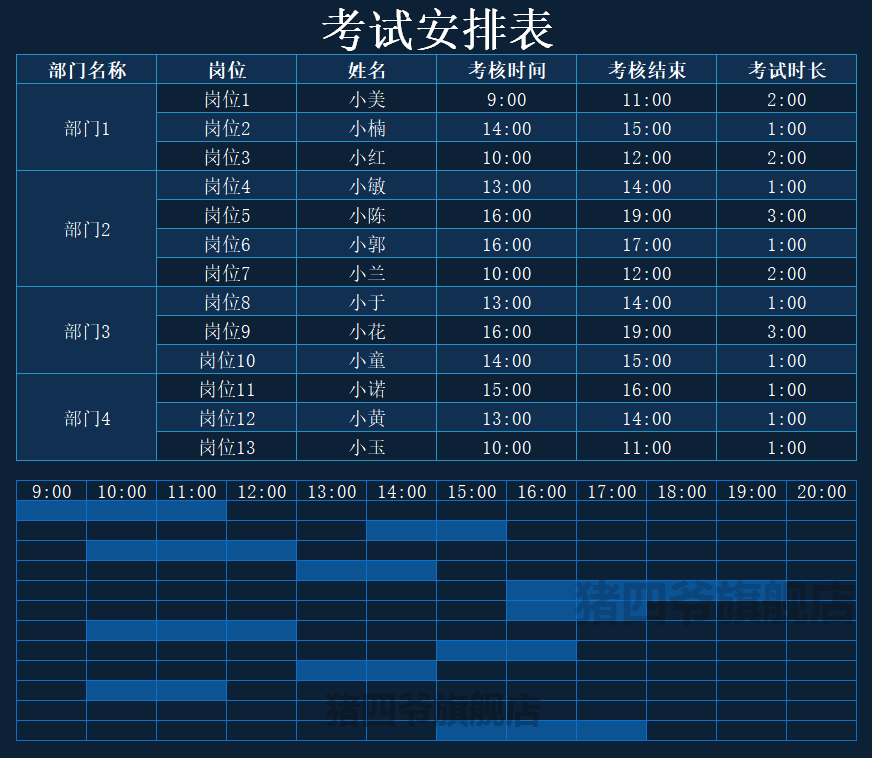 考试安排表
部门名称 岗位 姓名 考核时间 考核结束 考试时长
部门1 岗位1 小美 9:00 11:00 2:00
岗位2 小楠 14:00 15:00 1:00
岗位3 小红 10:00 12:00 2:00
部门2 岗位4 小敏 13:00 14:00 1:00
岗位5 小陈 16:00 19:00 3:00
岗位6 小郭 16:00 17:00 1:00
岗位7 小兰 10:00 12:00 2:00
部门3 岗位8 小于 13:00 14:00 1:00
岗位9 小花 16:00 19:00 3:00
岗位10 小童 14:00 15:00 1:00
部门4 岗位11 小诺 15:00 16:00 1:00
岗位12 小黄 13:00 14:00 1:00
岗位13 小玉 10:00 11:00 1:00
9:00 10:00 11:00 12:00 13:00 14:00 15:00 16:00 17:00 18:00 19:00 20:00
猪四爷旗舰店
猪四爷旗舰店